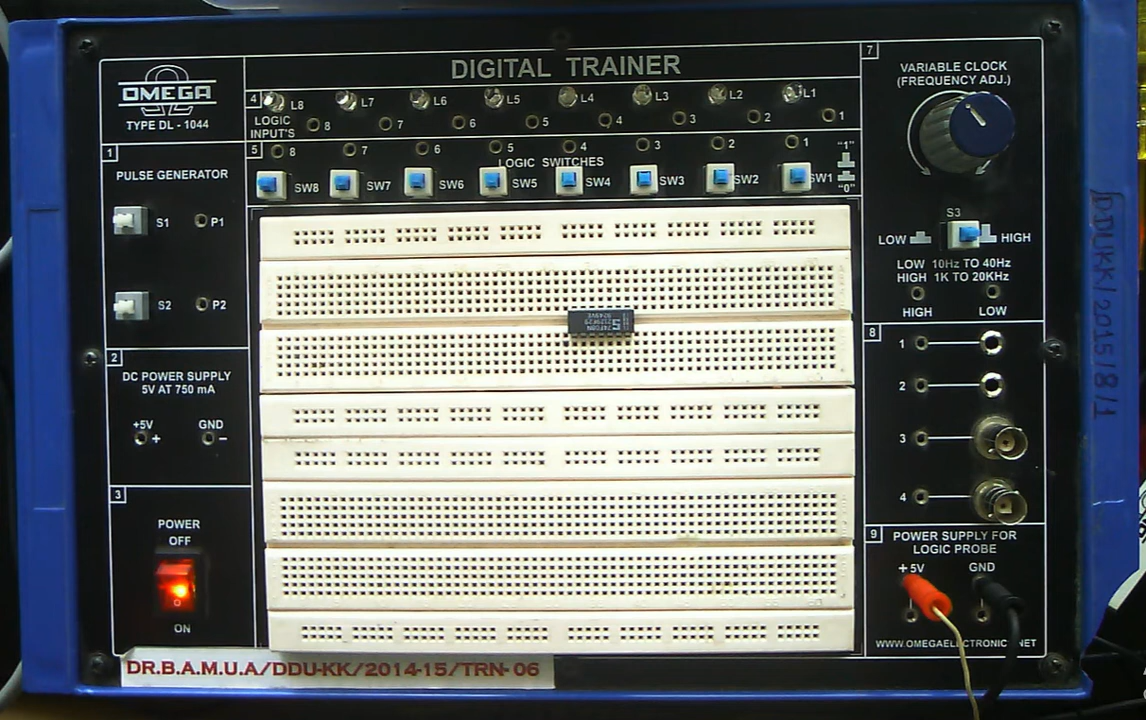 DIGITAL TRAINER
OMEGA
TYPE DL - 1044
4 L8 L7 L6 L5 L4 L3 L2 L1
LOGIC
INPUT'S
8 7 6 5 4 3 2 1
5 8 7 6 5 4 3 2 1 "1"
LOGIC SWITCHES
SW8 SW7 SW6 SW5 SW4 SW3 SW2 SW1 "0"
1
PULSE GENERATOR
S1 P1
S2 P2
2
DC POWER SUPPLY
5V AT 750 mA
+5V GND
+ −
3
POWER
OFF
ON
7
VARIABLE CLOCK
(FREQUENCY ADJ.)
S3
LOW HIGH
LOW 10Hz TO 40Hz
HIGH 1K TO 20KHz
HIGH LOW
8
1
2
3
4
9
POWER SUPPLY FOR
LOGIC PROBE
+5V GND
74F08N
DR.B.A.M.U.A/DDU-KK/2014-15/TRN- 06
DDUKK/2015/8/1